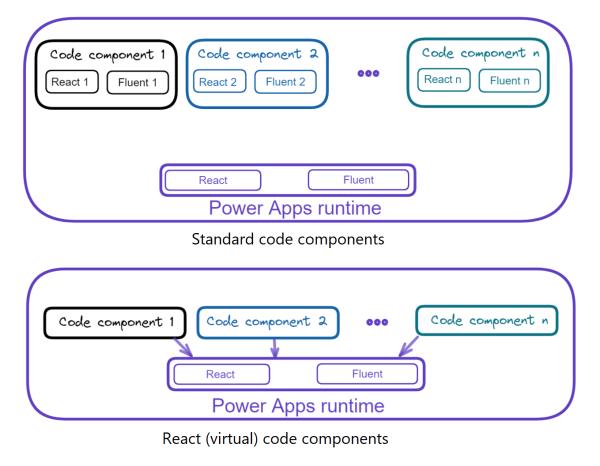 Code component 1 Code component 2 Code component n
React 1 Fluent 1 React 2 Fluent 2 React n Fluent n
React Fluent
Power Apps runtime
Standard code components
Code component 1 Code component 2 Code component n
React Fluent
Power Apps runtime
React (virtual) code components